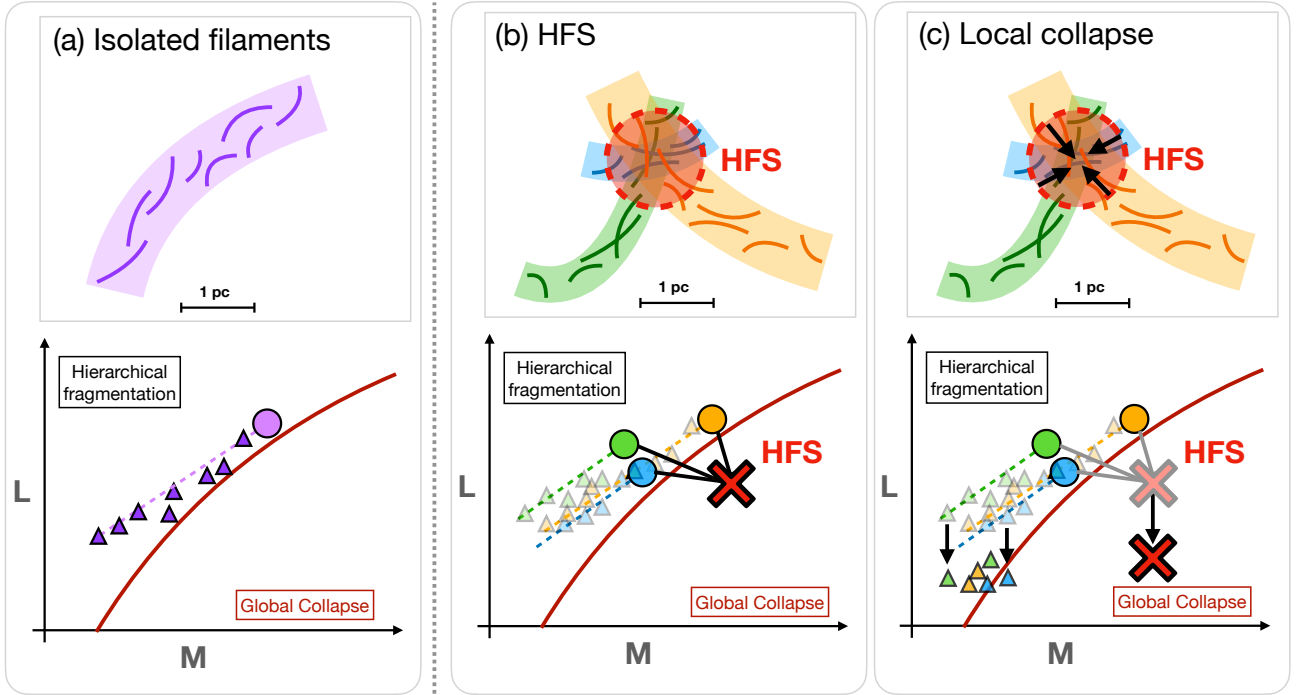 (a) Isolated filaments
1 pc
Hierarchical
fragmentation
L
Global Collapse
M
(b) HFS
HFS
1 pc
Hierarchical
fragmentation
HFS
L
Global Collapse
M
(c) Local collapse
HFS
1 pc
Hierarchical
fragmentation
HFS
L
Global Collapse
M